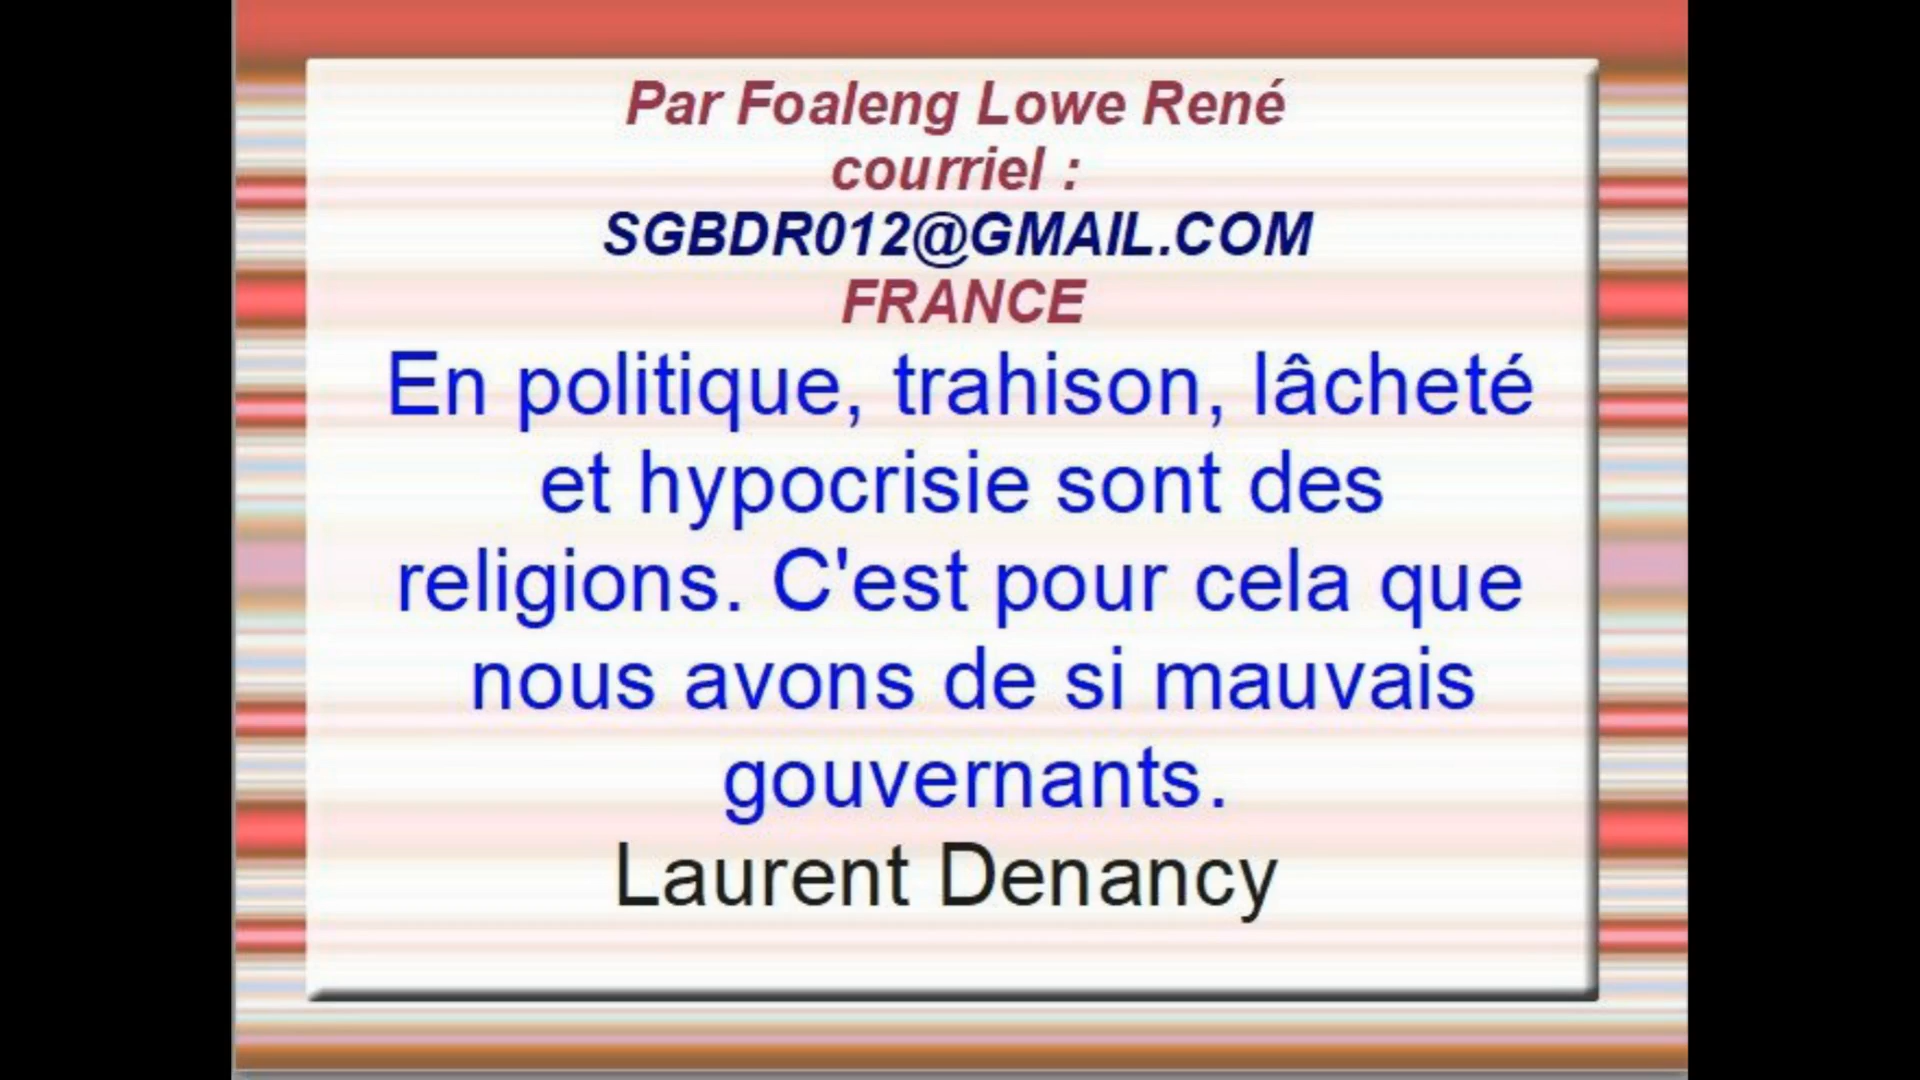 Par Foaleng Lowe René
courriel :
SGBDR012@GMAIL.COM
FRANCE
En politique, trahison, lâcheté
et hypocrisie sont des
religions. C'est pour cela que
nous avons de si mauvais
gouvernants.
Laurent Denancy